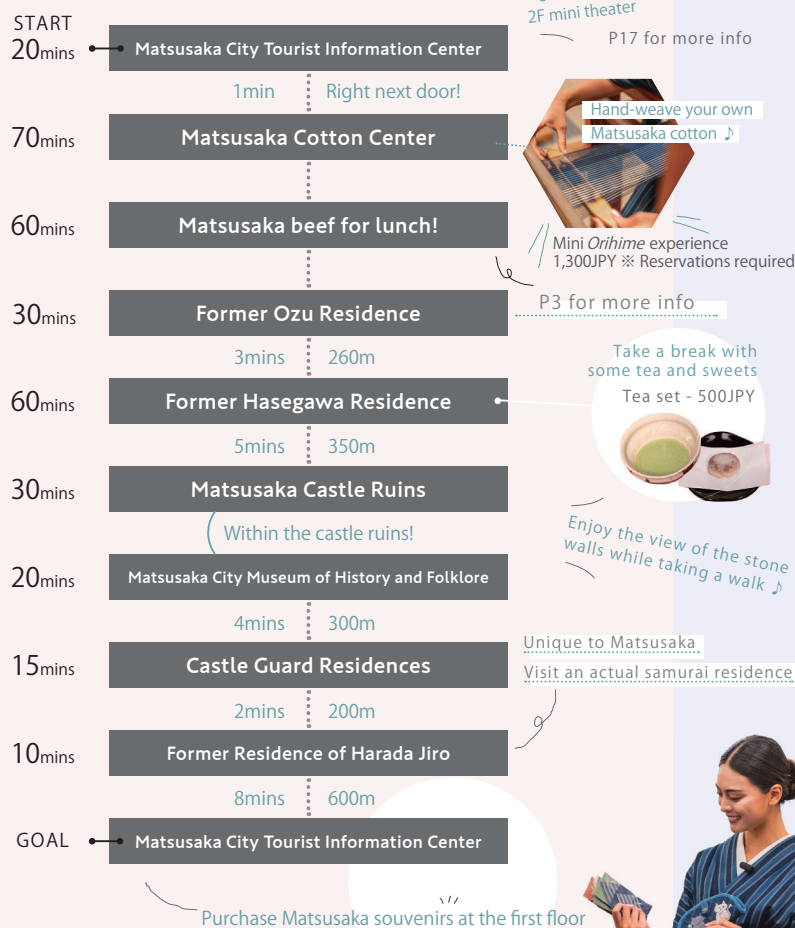 2F mini theater
P17 for more info
START
20mins
Matsusaka City Tourist Information Center
1min
Right next door!
70mins
Matsusaka Cotton Center
Hand-weave your own
Matsusaka cotton ♪
Mini Orihime experience
1,300JPY ※ Reservations required
60mins
Matsusaka beef for lunch!
P3 for more info
30mins
Former Ozu Residence
3mins
260m
60mins
Former Hasegawa Residence
Take a break with
some tea and sweets
Tea set - 500JPY
5mins
350m
30mins
Matsusaka Castle Ruins
Within the castle ruins!
Enjoy the view of the stone
walls while taking a walk ♪
20mins
Matsusaka City Museum of History and Folklore
4mins
300m
15mins
Castle Guard Residences
Unique to Matsusaka
Visit an actual samurai residence
2mins
200m
10mins
Former Residence of Harada Jiro
8mins
600m
GOAL
Matsusaka City Tourist Information Center
Purchase Matsusaka souvenirs at the first floor